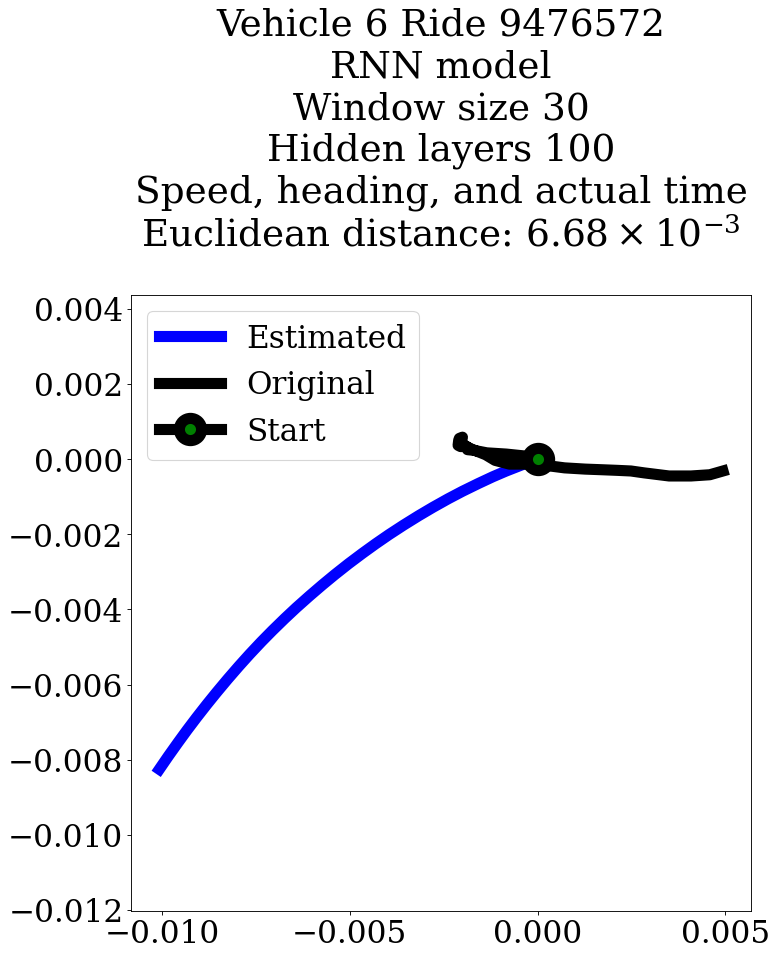 Vehicle 6 Ride 9476572
RNN model
Window size 30
Hidden layers 100
Speed, heading, and actual time
Euclidean distance: 6.68 × 10⁻³
Estimated
Original
Start
0.004
0.002
0.000
−0.002
−0.004
−0.006
−0.008
−0.010
−0.012
−0.010 −0.005 0.000 0.005